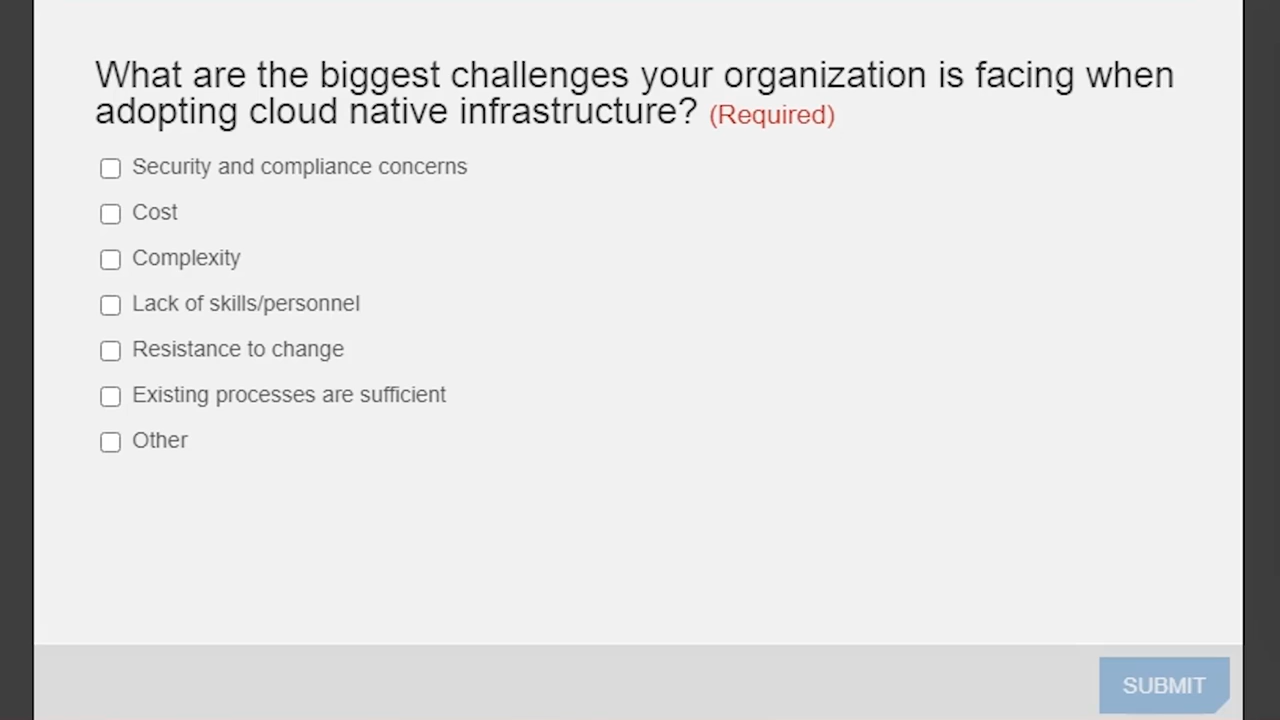 What are the biggest challenges your organization is facing when
adopting cloud native infrastructure? (Required)
Security and compliance concerns
Cost
Complexity
Lack of skills/personnel
Resistance to change
Existing processes are sufficient
Other
SUBMIT